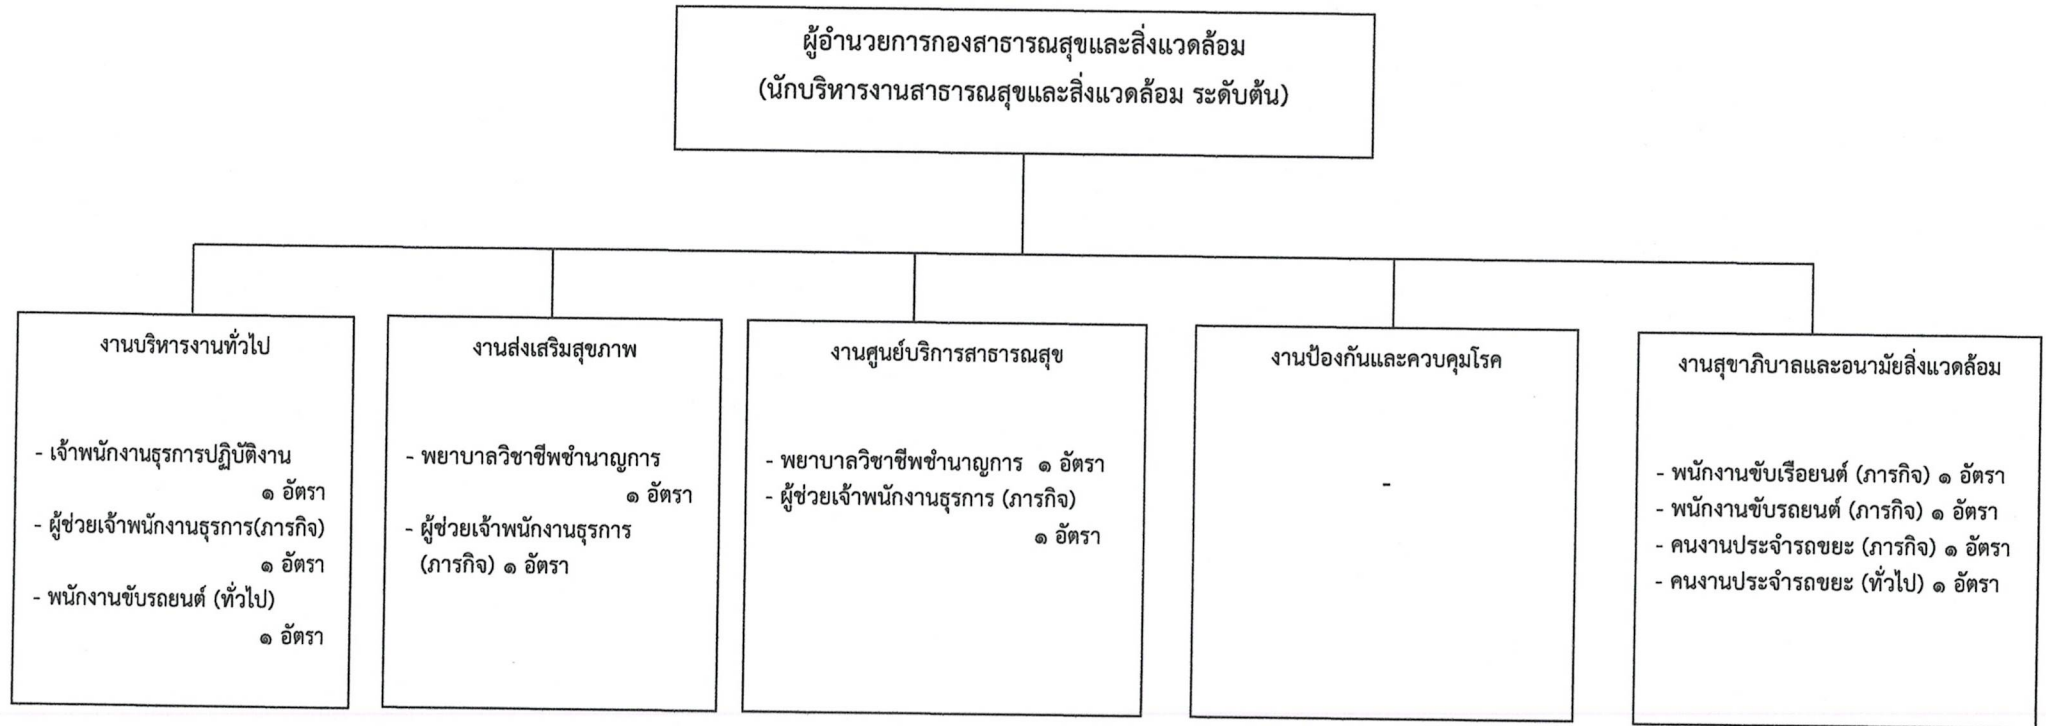 ผู้อำนวยการกองสาธารณสุขและสิ่งแวดล้อม
(นักบริหารงานสาธารณสุขและสิ่งแวดล้อม ระดับต้น)
งานบริหารงานทั่วไป
- เจ้าพนักงานธุรการปฏิบัติงาน
๑ อัตรา
- ผู้ช่วยเจ้าพนักงานธุรการ(ภารกิจ)
๑ อัตรา
- พนักงานขับรถยนต์ (ทั่วไป)
๑ อัตรา
งานส่งเสริมสุขภาพ
- พยาบาลวิชาชีพชำนาญการ
๑ อัตรา
- ผู้ช่วยเจ้าพนักงานธุรการ
(ภารกิจ) ๑ อัตรา
งานศูนย์บริการสาธารณสุข
- พยาบาลวิชาชีพชำนาญการ ๑ อัตรา
- ผู้ช่วยเจ้าพนักงานธุรการ (ภารกิจ)
๑ อัตรา
งานป้องกันและควบคุมโรค
-
งานสุขาภิบาลและอนามัยสิ่งแวดล้อม
- พนักงานขับเรือยนต์ (ภารกิจ) ๑ อัตรา
- พนักงานขับรถยนต์ (ภารกิจ) ๑ อัตรา
- คนงานประจำรถขยะ (ภารกิจ) ๑ อัตรา
- คนงานประจำรถขยะ (ทั่วไป) ๑ อัตรา